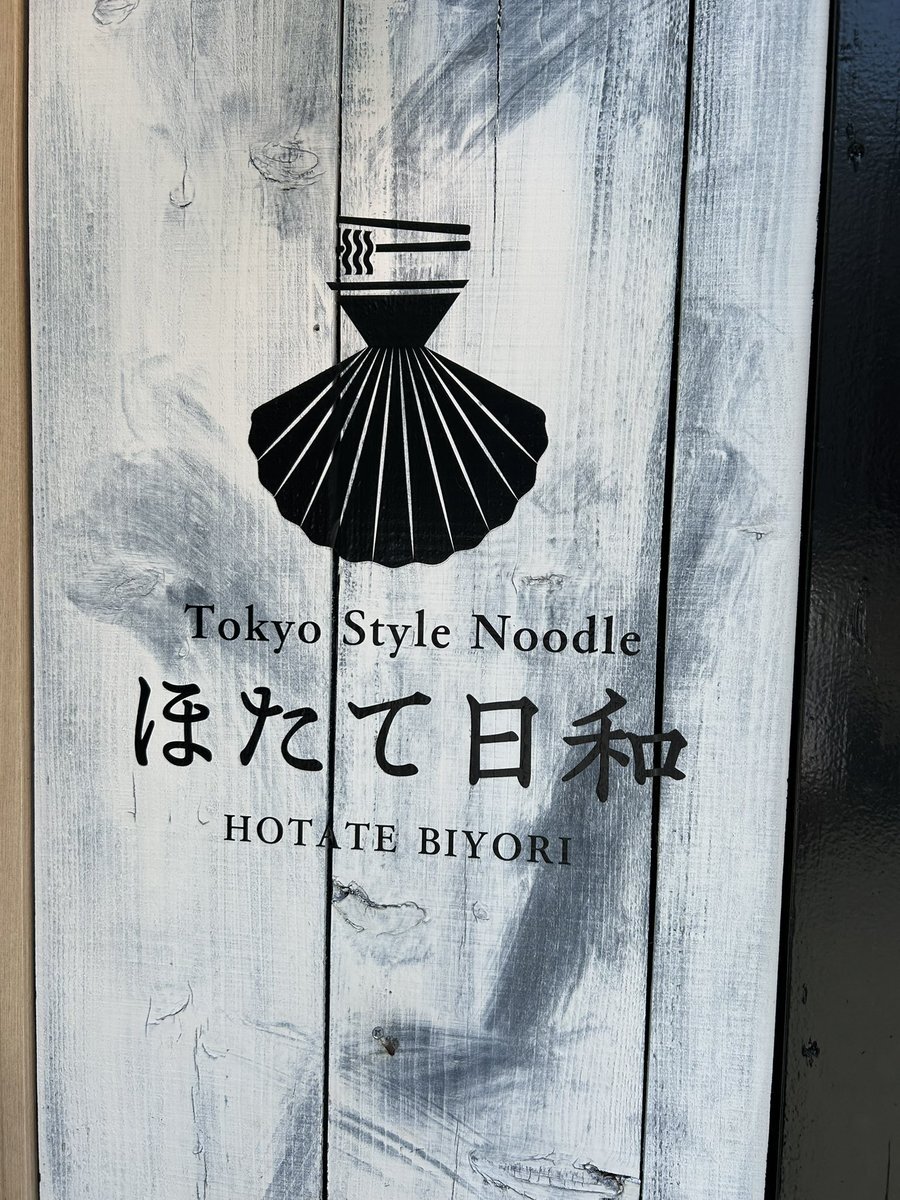 Tokyo Style Noodle
ほたて日和
HOTATE BIYORI